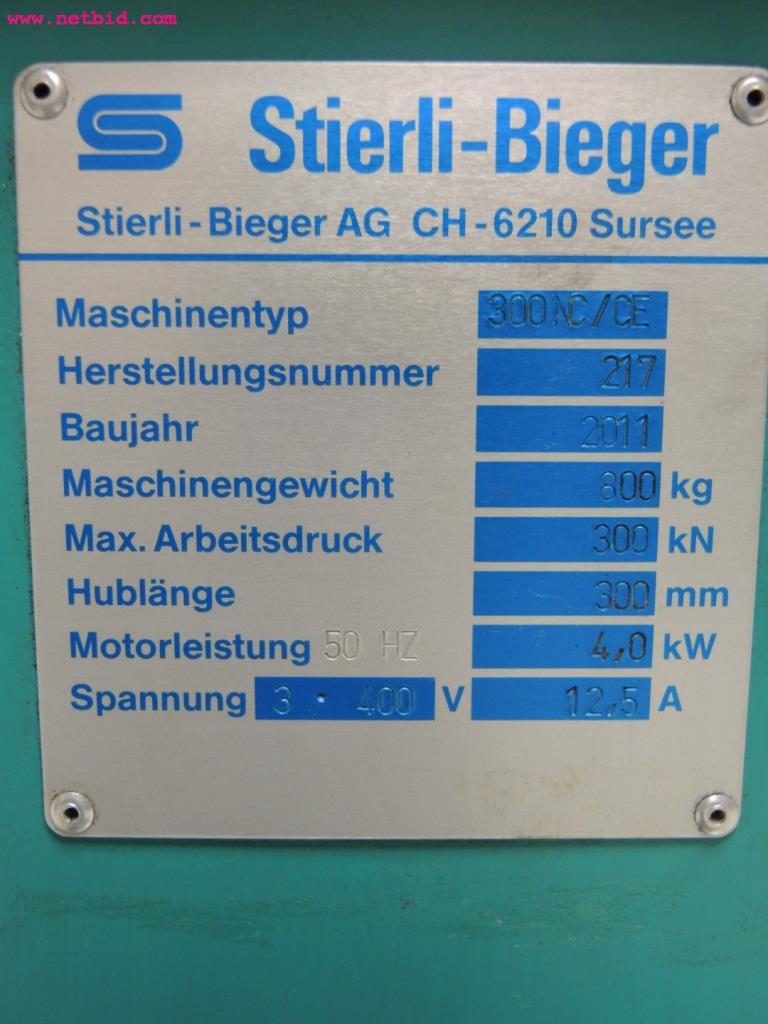 www.netbid.com
Stierli-Bieger
Stierli-Bieger AG CH-6210 Sursee
Maschinentyp 300NC/CE
Herstellungsnummer 217
Baujahr 2011
Maschinengewicht 800 kg
Max. Arbeitsdruck 300 kN
Hublänge 300 mm
Motorleistung 50 HZ 4,0 kW
Spannung 3 · 400 V 12,5 A